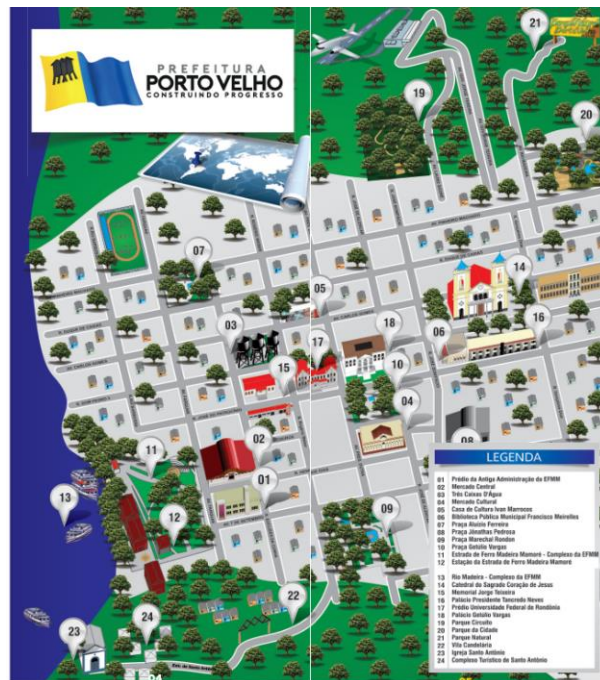 PREFEITURA
PORTO VELHO
CONSTRUINDO PROGRESSO
21
19
20
07
05
14
03
18
06
16
17
10
15
04
02
08
11
01
13
12
09
22
24
23
LEGENDA
01 Prédio da Antiga Administração da EFMM
02 Mercado Central
03 Três Caixas D'Água
04 Mercado Cultural
05 Casa de Cultura Ivan Marrocos
06 Biblioteca Pública Municipal Francisco Meirelles
07 Praça Aluízio Ferreira
08 Praça Jônathas Pedrosa
09 Praça Marechal Rondon
10 Praça Getúlio Vargas
11 Estrada de Ferro Madeira Mamoré - Complexo da EFMM
12 Estação da Estrada de Ferro Madeira Mamoré
13 Rio Madeira - Complexo da EFMM
14 Catedral do Sagrado Coração de Jesus
15 Memorial Jorge Teixeira
16 Palácio Presidente Tancredo Neves
17 Prédio Universidade Federal de Rondônia
18 Palácio Getúlio Vargas
19 Parque Circuito
20 Parque da Cidade
21 Parque Natural
22 Vila Candelária
23 Igreja Santo Antônio
24 Complexo Turístico de Santo Antônio